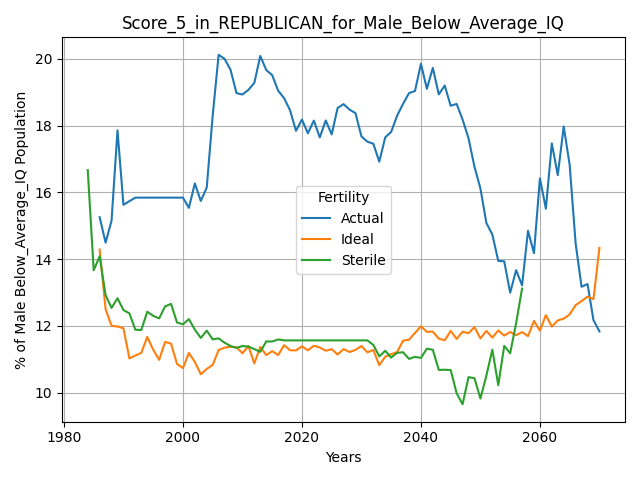 Score_5_in_REPUBLICAN_for_Male_Below_Average_IQ
% of Male Below_Average_IQ Population
20
18
16
14
12
10
Fertility
Actual
Ideal
Sterile
1980
2000
2020
2040
2060
Years